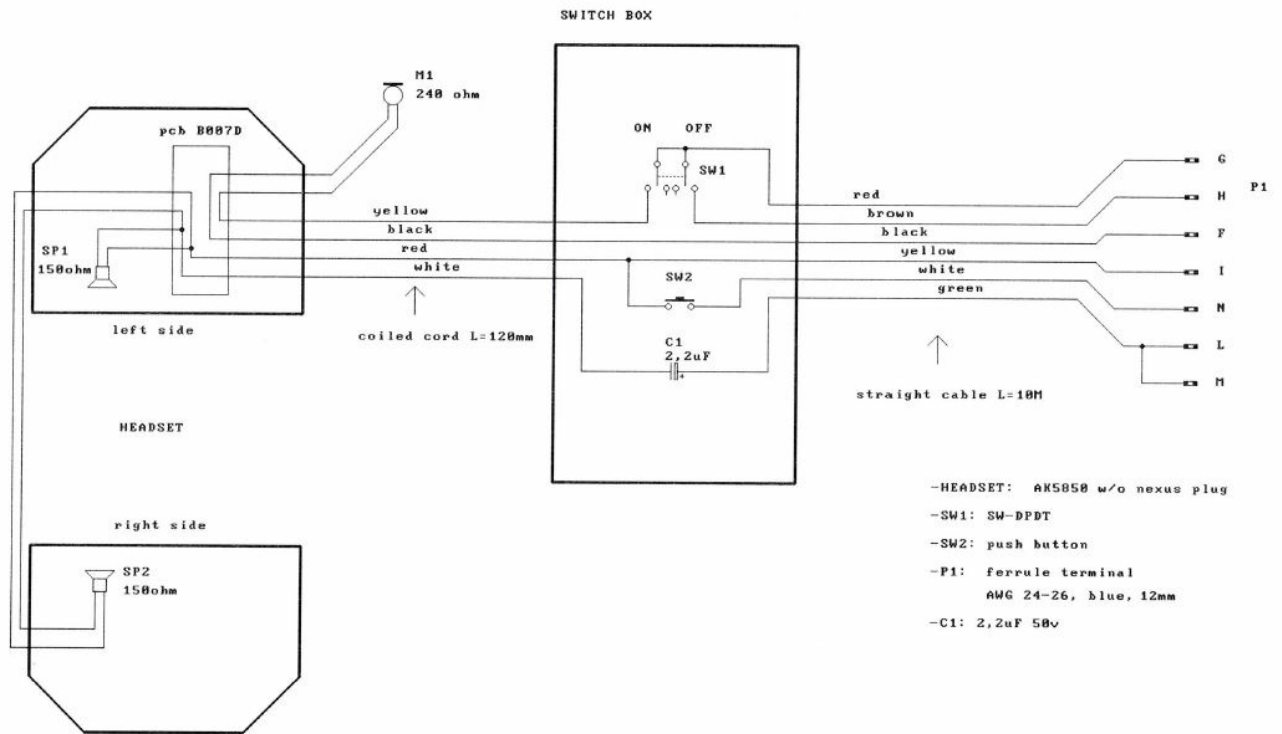 SWITCH BOX
M1
240 ohm
pcb B007D
ON OFF
SW1
G
P1
red
H
yellow
brown
black
black
F
SP1
red
yellow
I
150ohm
white
SW2
white
green
N
left side
coiled cord L=120mm
C1
2,2uF
L
straight cable L=10M
M
HEADSET
-HEADSET: AK5850 w/o nexus plug
right side
-SW1: SW-DPDT
-SW2: push button
SP2
150ohm
-P1: ferrule terminal
AWG 24-26, blue, 12mm
-C1: 2,2uF 50v